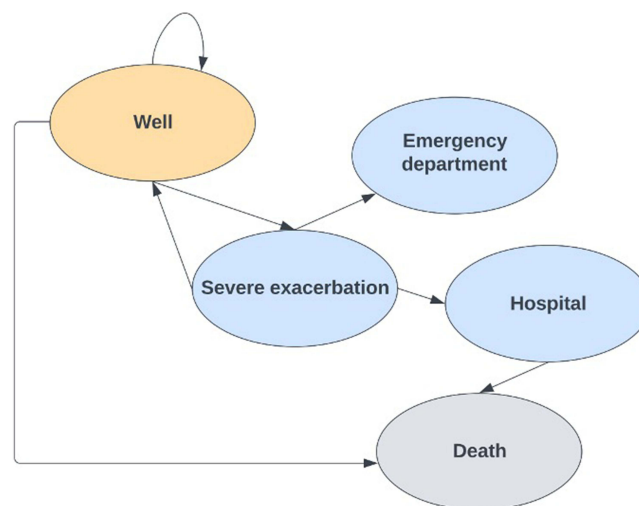 Well
Emergency
department
Severe exacerbation
Hospital
Death